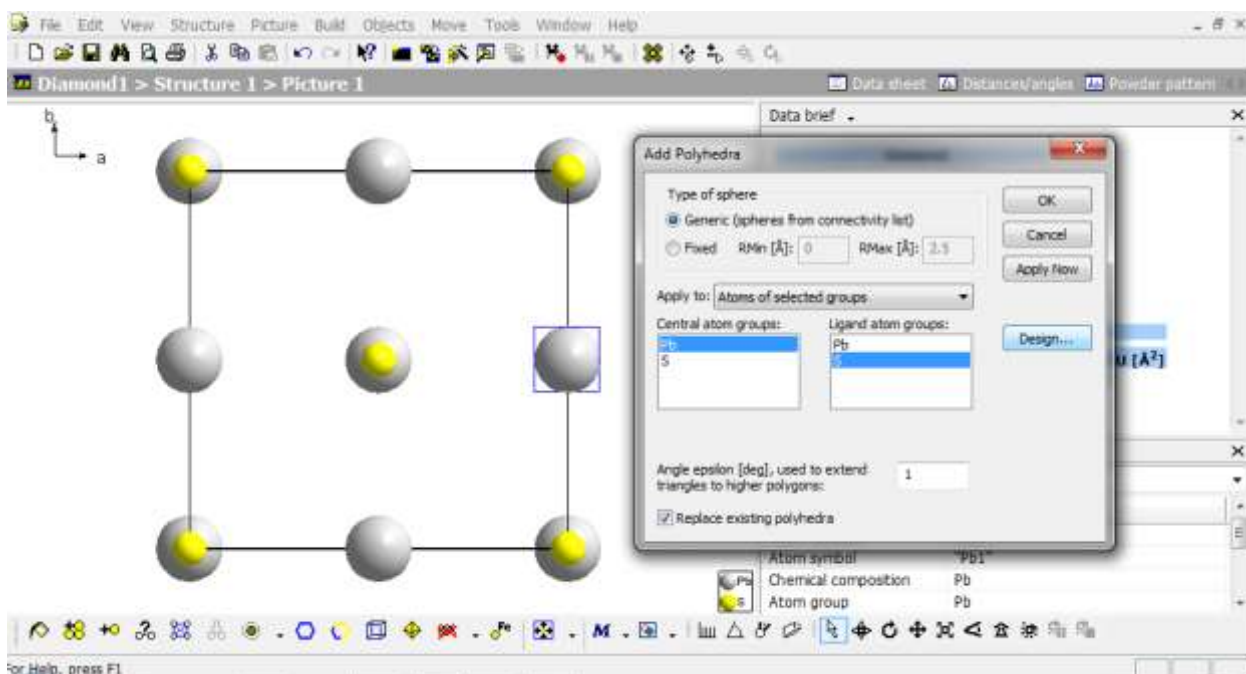 File Edit View Structure Picture Build Objects Move Tools Window Help
Diamond1 > Structure 1 > Picture 1 Data sheet Distances/angles Powder pattern
b
a
Data brief
Add Polyhedra
Type of sphere
Generic (spheres from connectivity list)
Fixed RMin [Å]: 0 RMax [Å]: 2.5
OK
Cancel
Apply Now
Apply to: Atoms of selected groups
Central atom groups: Ligand atom groups:
Pb Pb
S S
Design...
U [Å²]
Angle epsilon [deg], used to extend
triangles to higher polygons: 1
Replace existing polyhedra
Atom symbol "Pb1"
Pb Chemical composition Pb
S Atom group Pb
For Help, press F1